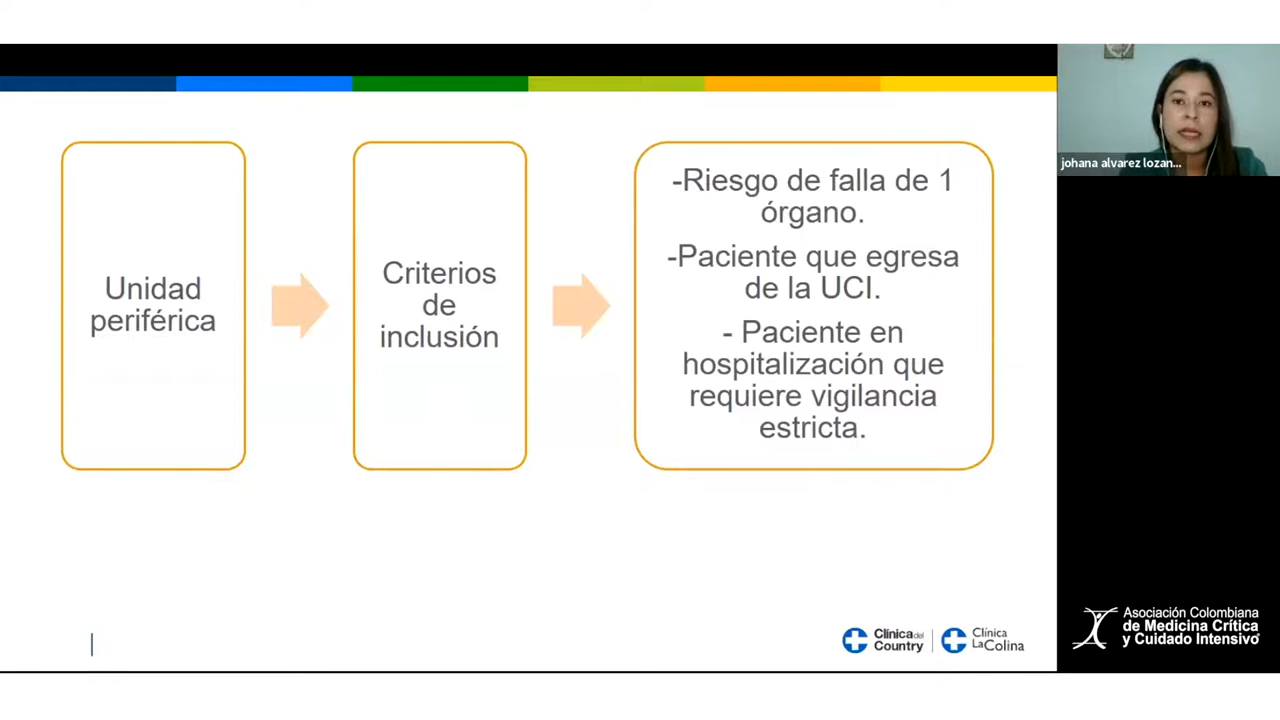 Unidad
periférica
Criterios
de
inclusión
-Riesgo de falla de 1
órgano.
-Paciente que egresa
de la UCI.
- Paciente en
hospitalización que
requiere vigilancia
estricta.
johana alvarez lozan...
Clínica del
Country
Clínica
La Colina
Asociación Colombiana
de Medicina Crítica
y Cuidado Intensivo